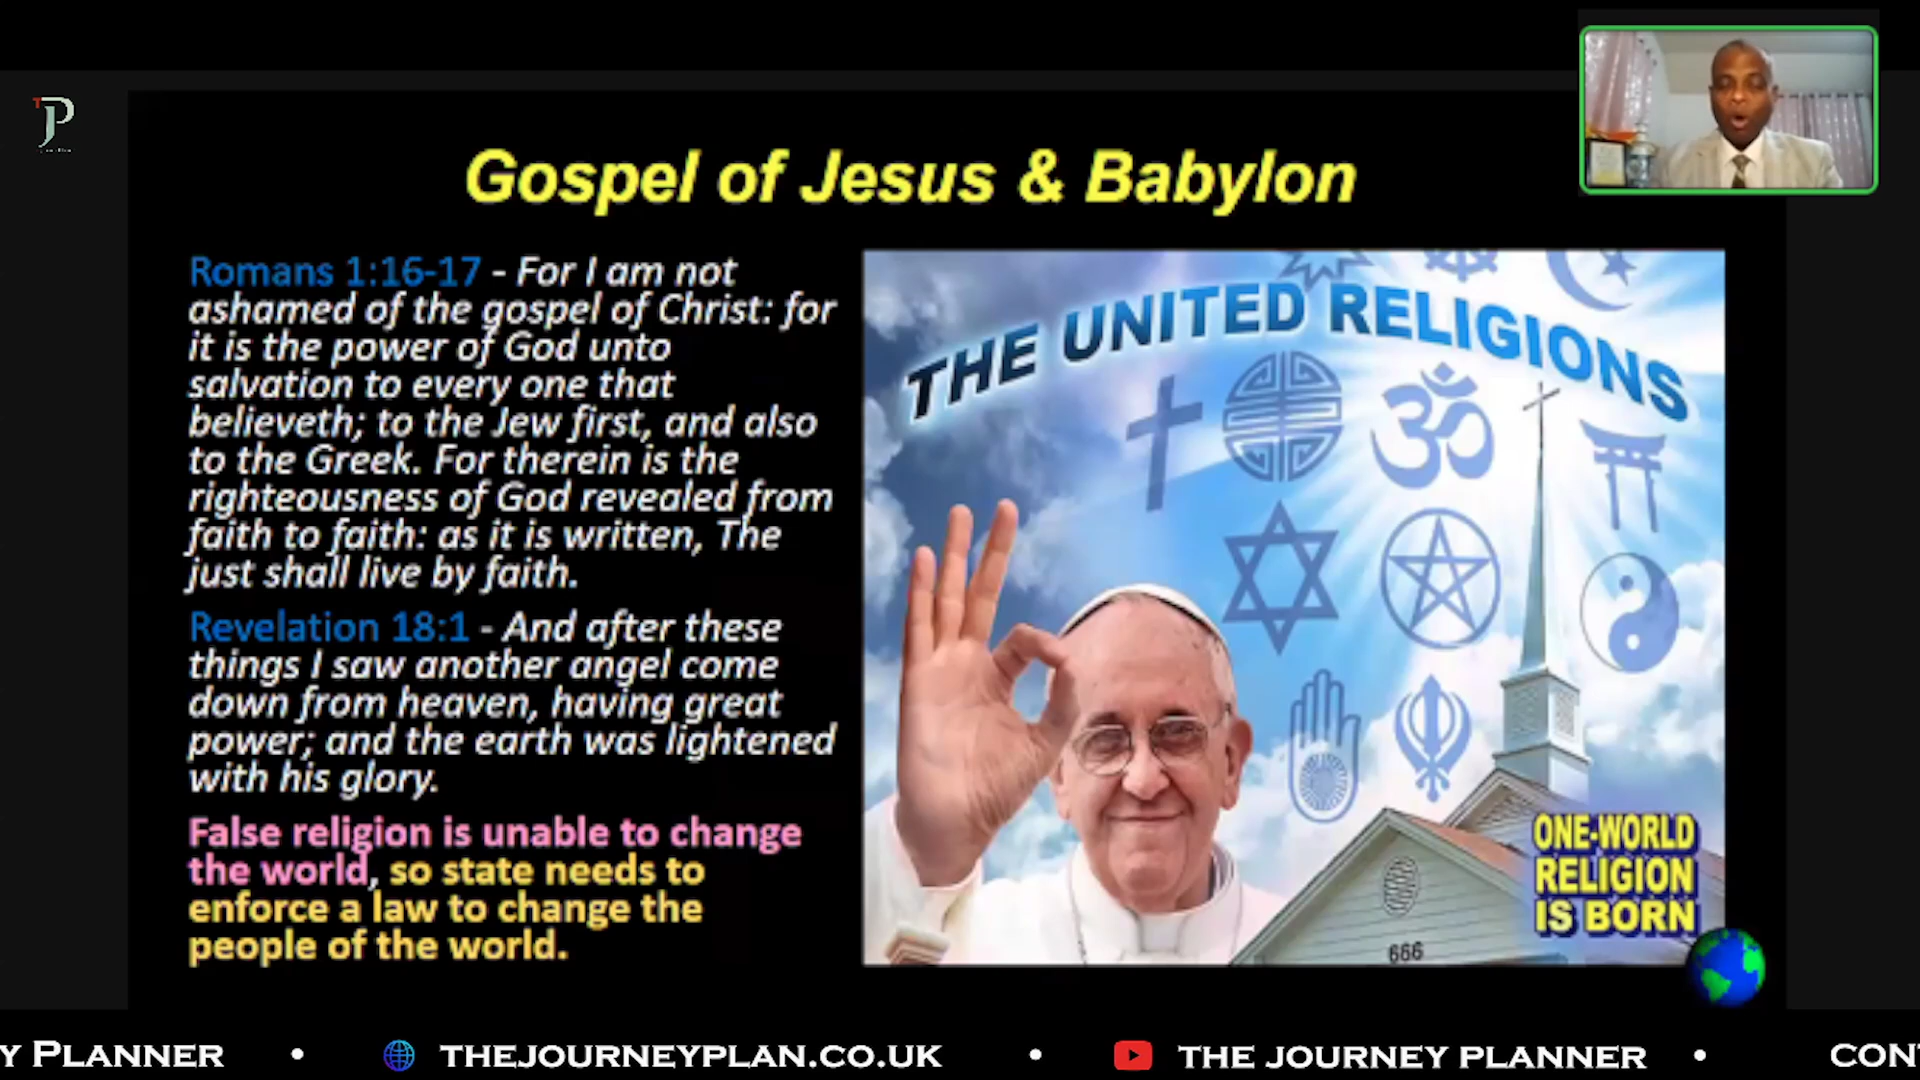 TJP
Gospel of Jesus & Babylon
Romans 1:16-17 - For I am not
ashamed of the gospel of Christ: for
it is the power of God unto
salvation to every one that
believeth; to the Jew first, and also
to the Greek. For therein is the
righteousness of God revealed from
faith to faith: as it is written, The
just shall live by faith.
Revelation 18:1 - And after these
things I saw another angel come
down from heaven, having great
power; and the earth was lightened
with his glory.
False religion is unable to change
the world, so state needs to
enforce a law to change the
people of the world.
THE UNITED RELIGIONS
ONE-WORLD
RELIGION
IS BORN
666
Y PLANNER • THEJOURNEYPLAN.CO.UK • THE JOURNEY PLANNER • CON